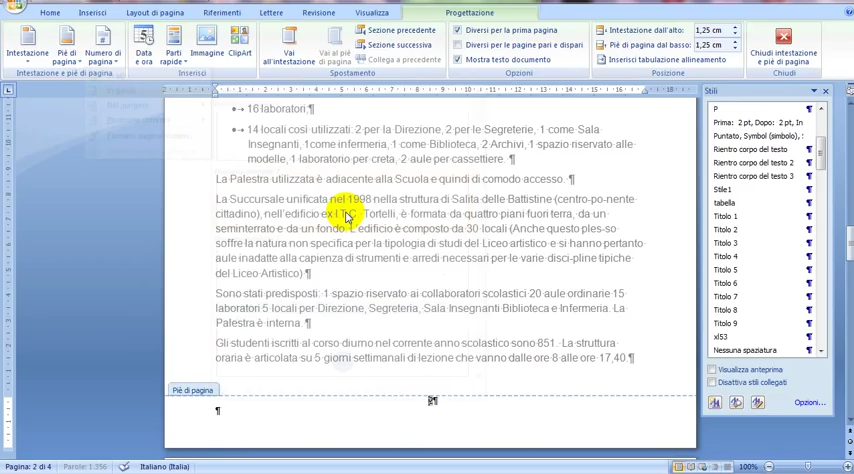 Home Inserisci Layout di pagina Riferimenti Lettere Revisione Visualizza Progettazione
Intestazione
Piè di pagina
Numero di pagina
Data e ora
Parti rapide
Immagine
ClipArt
Vai all'intestazione
Vai al piè di pagina
Sezione precedente
Sezione successiva
Collega a precedente
Diversi per la prima pagina
Diversi per le pagine pari e dispari
Mostra testo documento
Intestazione dall'alto: 1,25 cm
Piè di pagina dal basso: 1,25 cm
Inserisci tabulazione allineamento
Chiudi intestazione e piè di pagina
Intestazione e piè di pagina Inserisci Spostamento Opzioni Posizione Chiudi
16 laboratori,¶
14 locali così utilizzati: 2 per la Direzione, 2 per le Segreterie, 1 come Sala
Insegnanti, 1come infermeria, 1 come Biblioteca, 2 Archivi, 1 spazio riservato alle
modelle, 1 laboratorio per creta, 2 aule per cassettiere. ¶
La Palestra utilizzata è adiacente alla Scuola e quindi di comodo accesso. ¶
La Succursale unificata nel 1998 nella struttura di Salita delle Battistine (centro-po-nente
cittadino), nell'edificio ex I.T.C. Tortelli, è formata da quattro piani fuori terra, da un
seminterrato e da un fondo. L'edificio è composto da 30 locali (Anche questo ples-so
soffre la natura non specifica per la tipologia di studi del Liceo artistico e si hanno pertanto
aule inadatte alla capienza di strumenti e arredi necessari per le varie disci-pline tipiche
del Liceo Artistico) ¶
Sono stati predisposti: 1 spazio riservato ai collaboratori scolastici 20 aule ordinarie 15
laboratori 5 locali per Direzione, Segreteria, Sala Insegnanti Biblioteca e Infermeria. La
Palestra è interna. ¶
Gli studenti iscritti al corso diurno nel corrente anno scolastico sono 851. La struttura
oraria è articolata su 5 giorni settimanali di lezione che vanno dalle ore 8 alle ore 17,40.¶
Piè di pagina
2¶
¶
Stili
P ¶
Prima: 2 pt, Dopo: 2 pt, In
Puntato, Symbol (simbolo),
Rientro corpo del testo ¶
Rientro corpo del testo 2 ¶
Rientro corpo del testo 3 ¶
Stile1 ¶
tabella ¶
Titolo 1 ¶
Titolo 2 ¶
Titolo 3 ¶
Titolo 4 ¶
Titolo 5 ¶
Titolo 6 ¶
Titolo 7 ¶
Titolo 8 ¶
Titolo 9 ¶
xl53 ¶
Nessuna spaziatura ¶
Visualizza anteprima
Disattiva stili collegati
Opzioni...
Pagina: 2 di 4 Parole: 1.356 Italiano (Italia) 100%